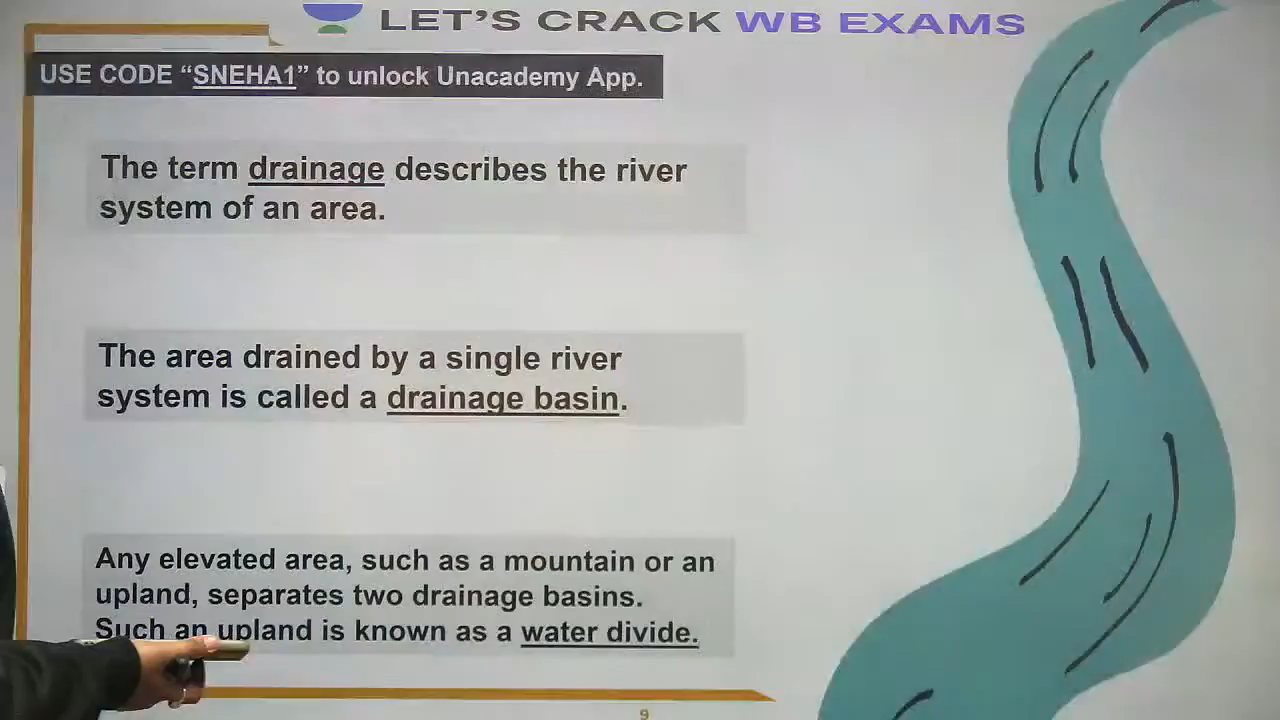 LET'S CRACK WB EXAMS
USE CODE “SNEHA1” to unlock Unacademy App.
The term drainage describes the river
system of an area.
The area drained by a single river
system is called a drainage basin.
Any elevated area, such as a mountain or an
upland, separates two drainage basins.
Such an upland is known as a water divide.
9